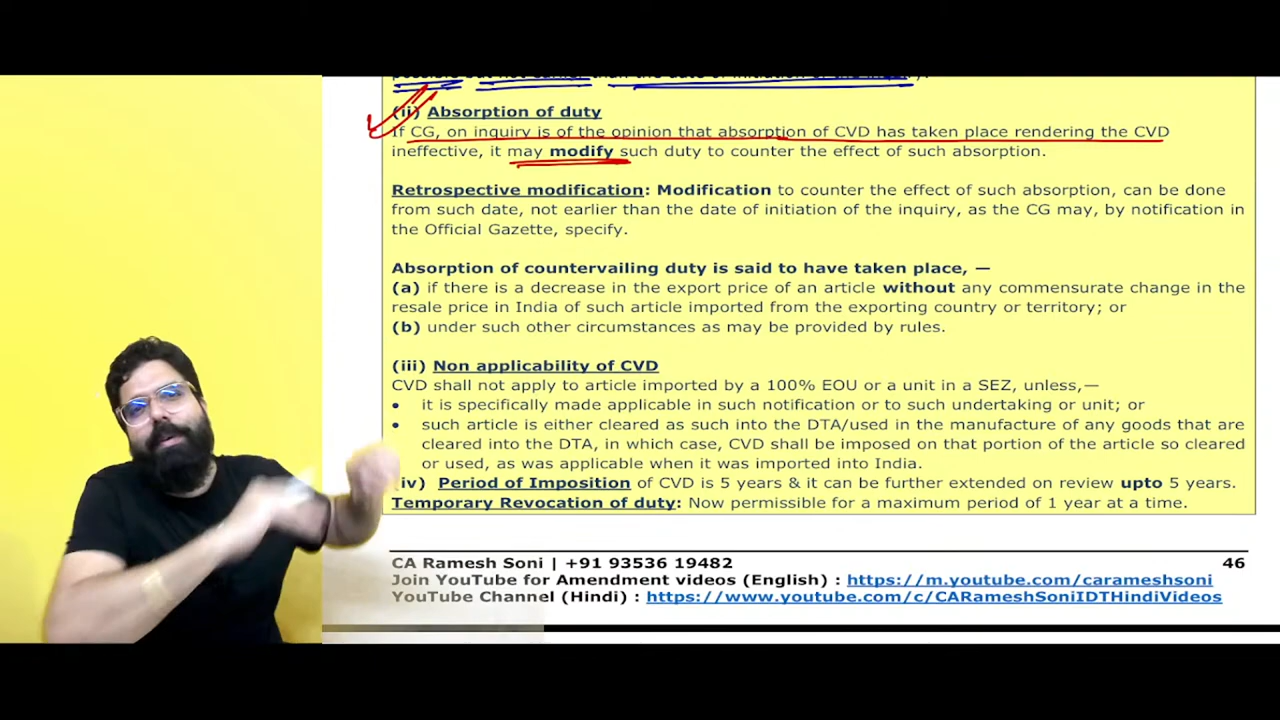 (ii) Absorption of duty
If CG, on inquiry is of the opinion that absorption of CVD has taken place rendering the CVD
ineffective, it may modify such duty to counter the effect of such absorption.
Retrospective modification: Modification to counter the effect of such absorption, can be done
from such date, not earlier than the date of initiation of the inquiry, as the CG may, by notification in
the Official Gazette, specify.
Absorption of countervailing duty is said to have taken place, —
(a) if there is a decrease in the export price of an article without any commensurate change in the
resale price in India of such article imported from the exporting country or territory; or
(b) under such other circumstances as may be provided by rules.
(iii) Non applicability of CVD
CVD shall not apply to article imported by a 100% EOU or a unit in a SEZ, unless,—
• it is specifically made applicable in such notification or to such undertaking or unit; or
• such article is either cleared as such into the DTA/used in the manufacture of any goods that are
cleared into the DTA, in which case, CVD shall be imposed on that portion of the article so cleared
or used, as was applicable when it was imported into India.
(iv) Period of Imposition of CVD is 5 years & it can be further extended on review upto 5 years.
Temporary Revocation of duty: Now permissible for a maximum period of 1 year at a time.
CA Ramesh Soni | +91 93536 19482 46
Join YouTube for Amendment videos (English) : https://m.youtube.com/carameshsoni
YouTube Channel (Hindi) : https://www.youtube.com/c/CARameshSoniIDTHindiVideos